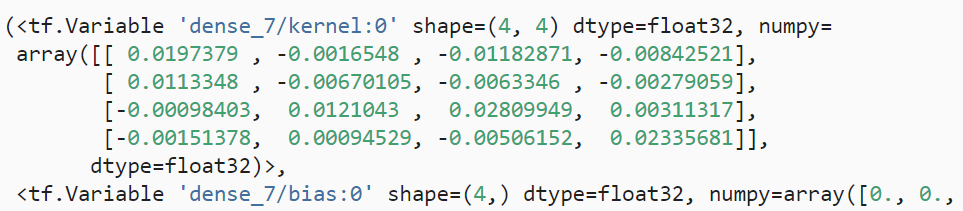 (<tf.Variable 'dense_7/kernel:0' shape=(4, 4) dtype=float32, numpy=
array([[ 0.0197379 , -0.0016548 , -0.01182871, -0.00842521],
[ 0.0113348 , -0.00670105, -0.0063346 , -0.00279059],
[-0.00098403, 0.0121043 , 0.02809949, 0.00311317],
[-0.00151378, 0.00094529, -0.00506152, 0.02335681]],
dtype=float32)>,
<tf.Variable 'dense_7/bias:0' shape=(4,) dtype=float32, numpy=array([0., 0.,